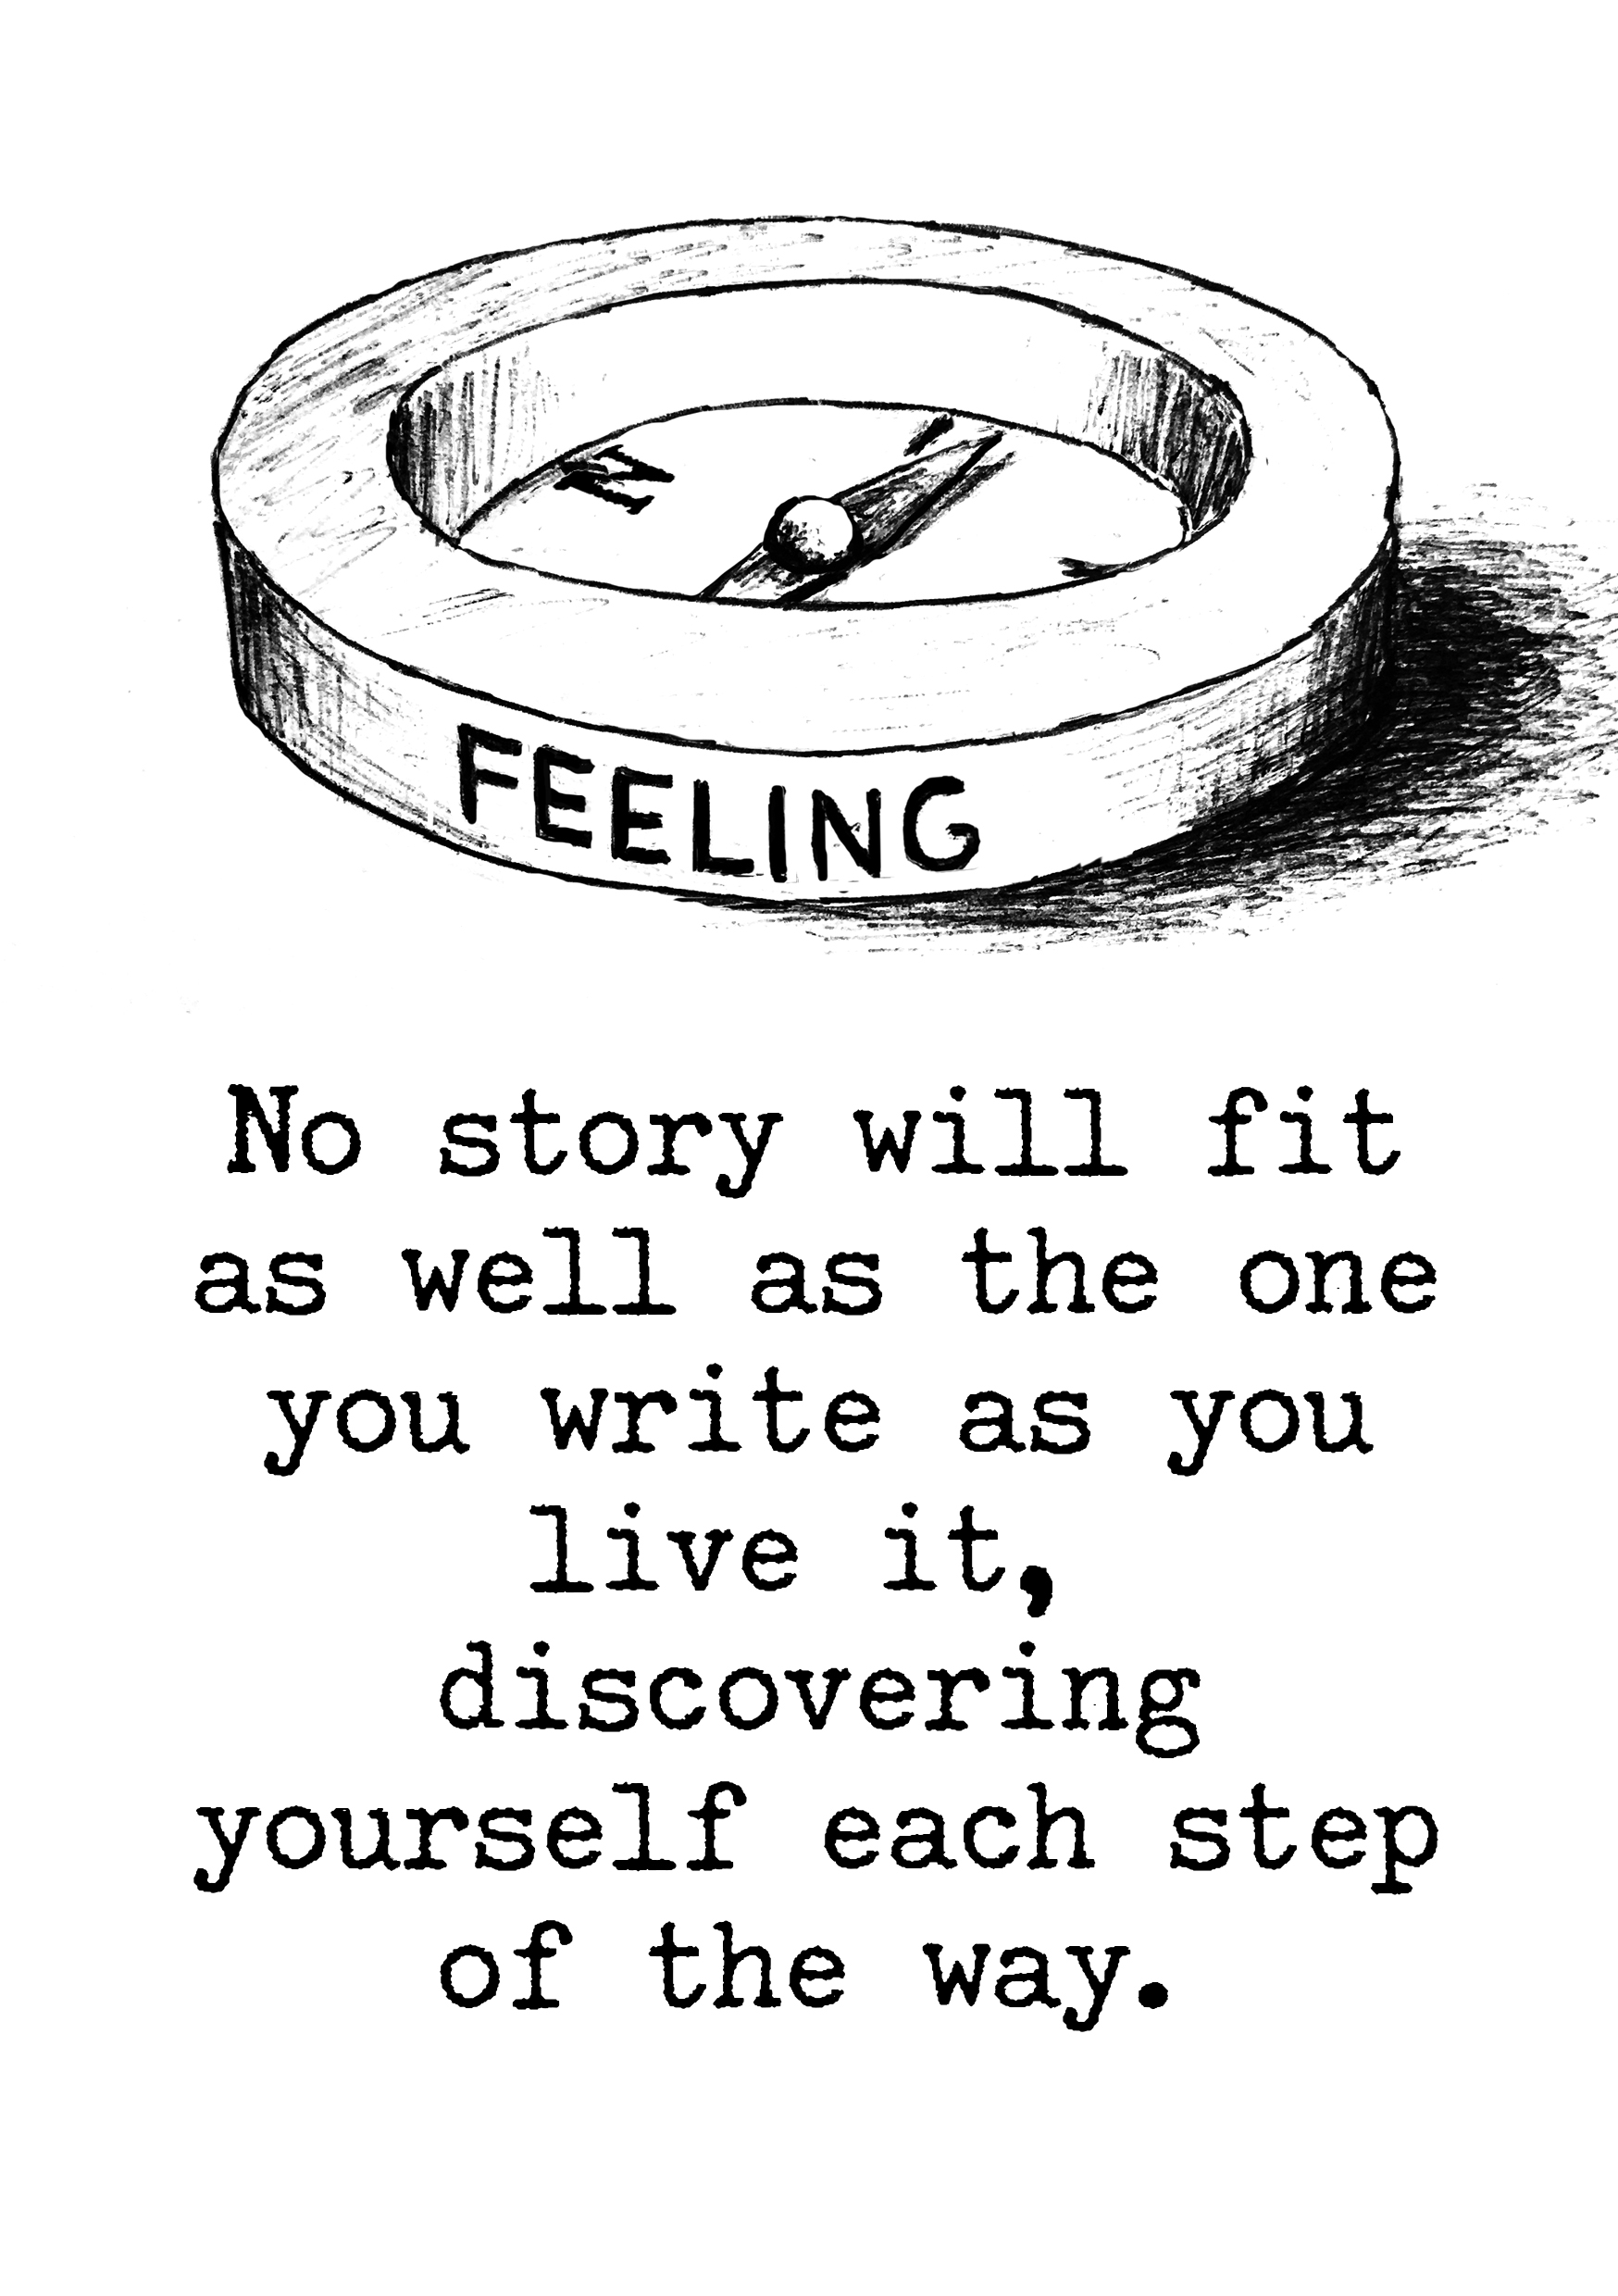 N
FEELING
No story will fit
as well as the one
you write as you
live it,
discovering
yourself each step
of the way.